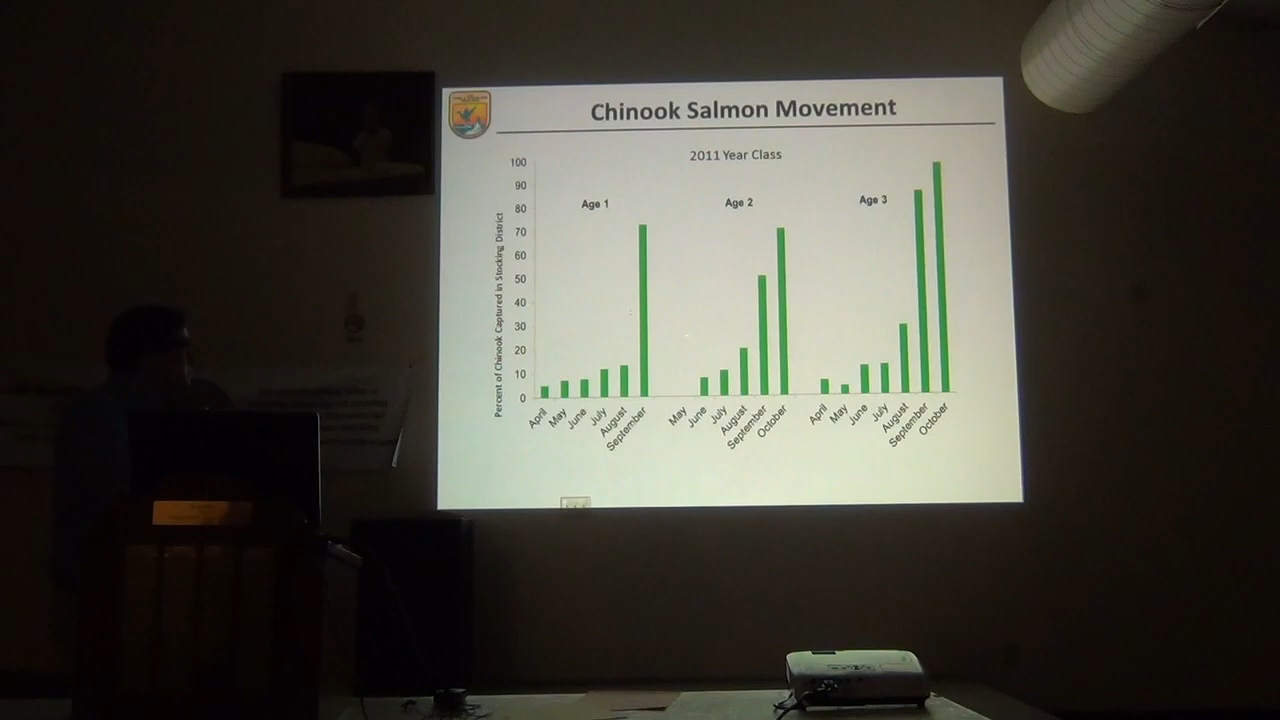 Chinook Salmon Movement
2011 Year Class
Percent of Chinook Captured in Stocking District
100
90
80
70
60
50
40
30
20
10
0
Age 1
Age 2
Age 3
April
May
June
July
August
September
May
June
July
August
September
October
April
May
June
July
August
September
October